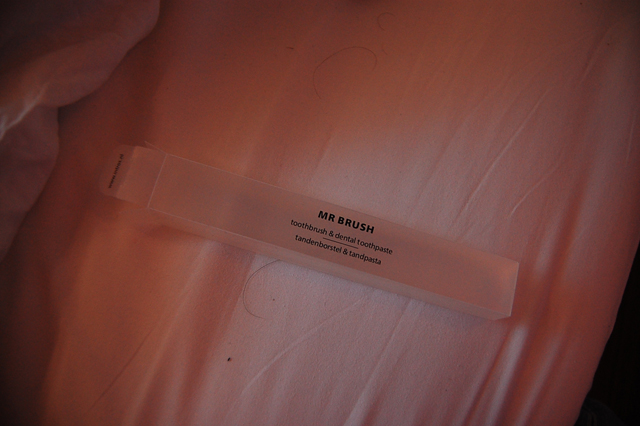 MR BRUSH
toothbrush & dental toothpaste
tandenborstel & tandpasta